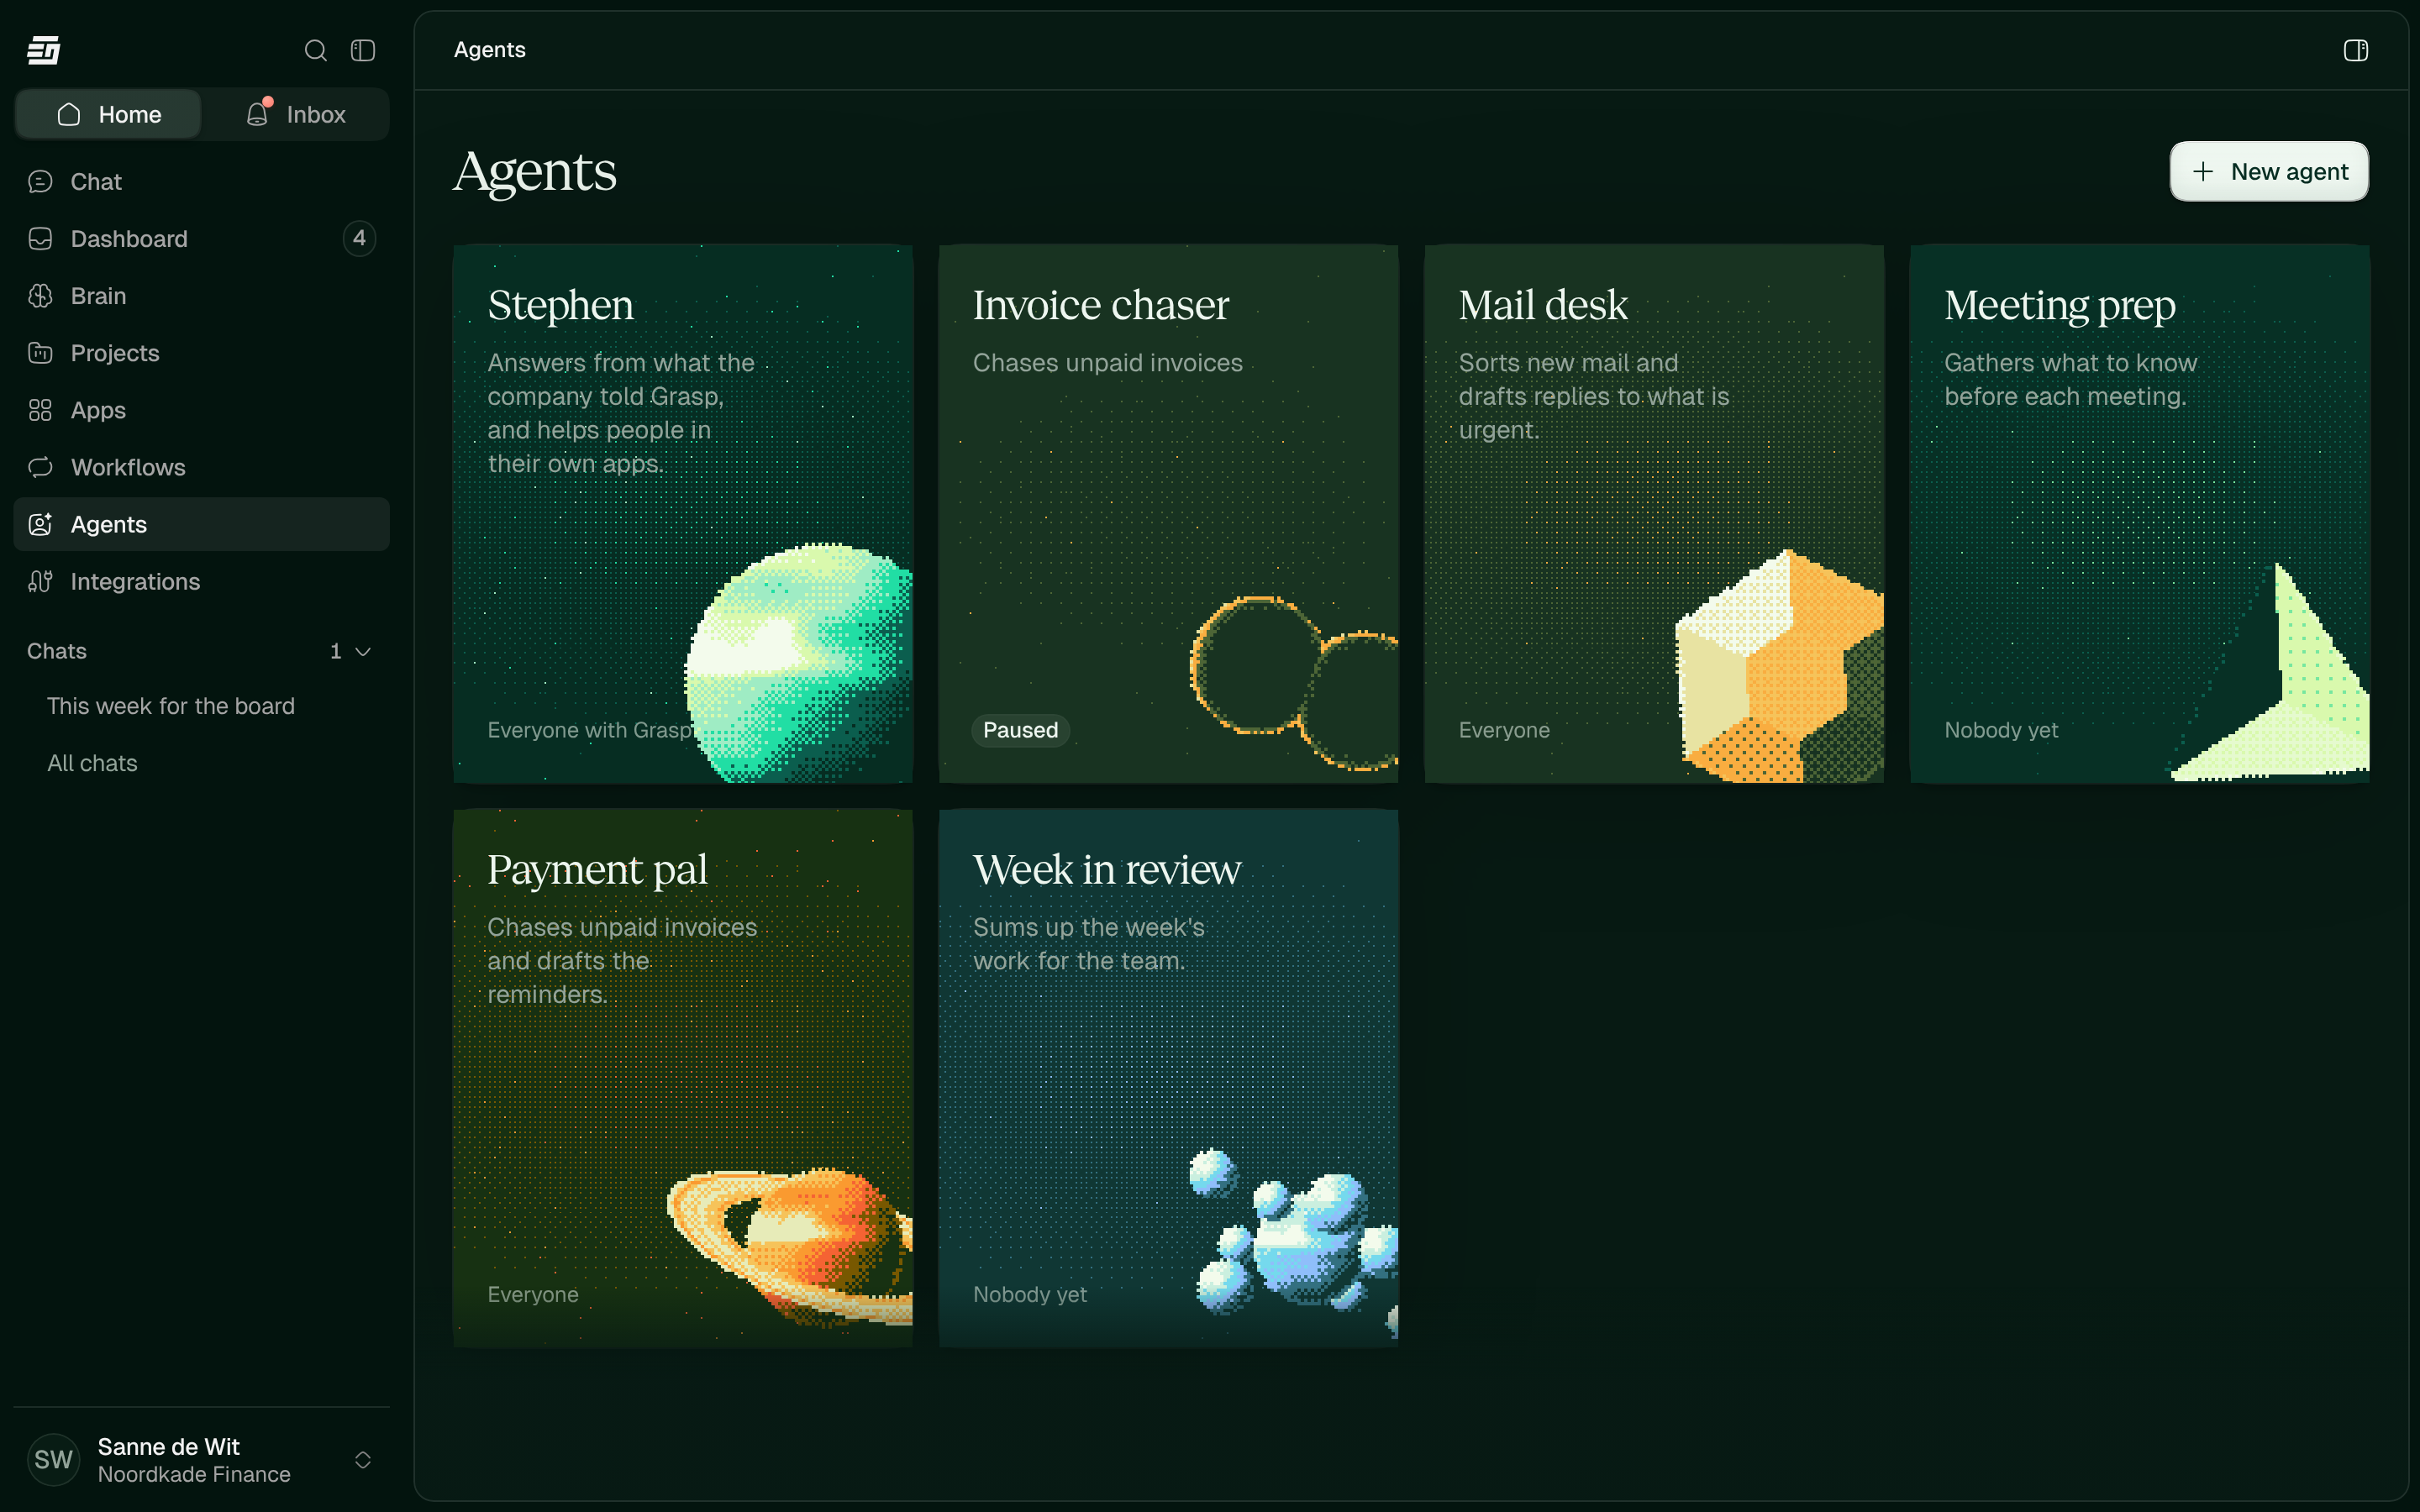 Home
Inbox
Chat
Dashboard
4
Brain
Projects
Apps
Workflows
Agents
Integrations
Chats
1
This week for the board
All chats
SW
Sanne de Wit
Noordkade Finance
Agents
Agents
New agent
Stephen
Answers from what the
company told Grasp,
and helps people in
their own apps.
Everyone with Grasp
Invoice chaser
Chases unpaid invoices
Paused
Mail desk
Sorts new mail and
drafts replies to what is
urgent.
Everyone
Meeting prep
Gathers what to know
before each meeting.
Nobody yet
Payment pal
Chases unpaid invoices
and drafts the
reminders.
Everyone
Week in review
Sums up the week's
work for the team.
Nobody yet